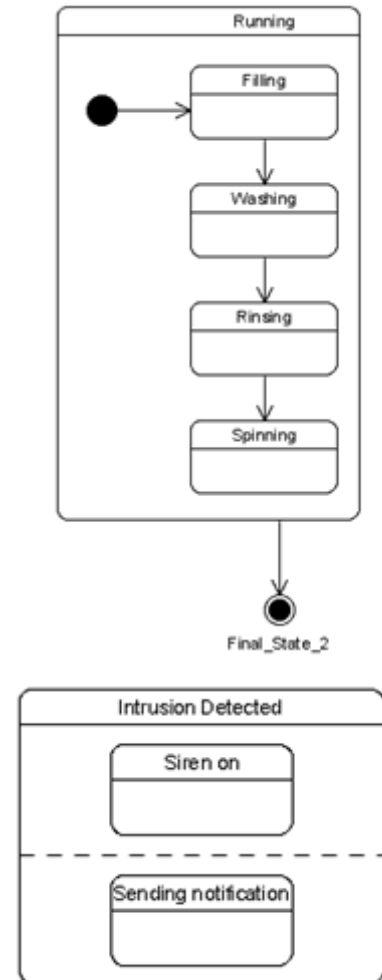 Running
Filling
Washing
Rinsing
Spinning
Final_State_2
Intrusion Detected
Siren on
Sending notification